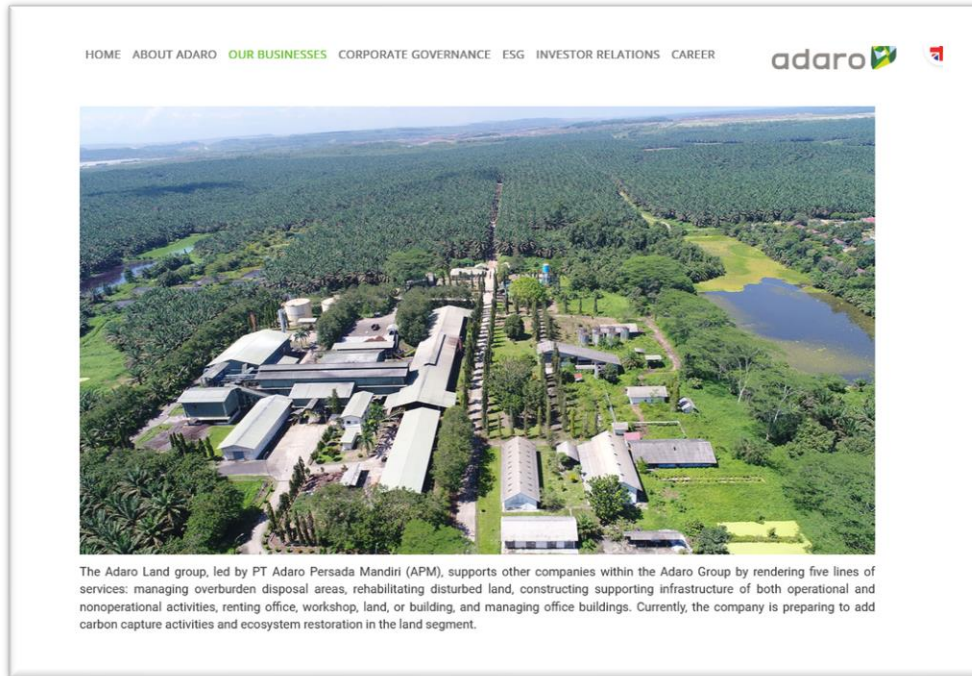 HOME ABOUT ADARO OUR BUSINESSES CORPORATE GOVERNANCE ESG INVESTOR RELATIONS CAREER
adaro
The Adaro Land group, led by PT Adaro Persada Mandiri (APM), supports other companies within the Adaro Group by rendering five lines of
services: managing overburden disposal areas, rehabilitating disturbed land, constructing supporting infrastructure of both operational and
nonoperational activities, renting office, workshop, land, or building, and managing office buildings. Currently, the company is preparing to add
carbon capture activities and ecosystem restoration in the land segment.